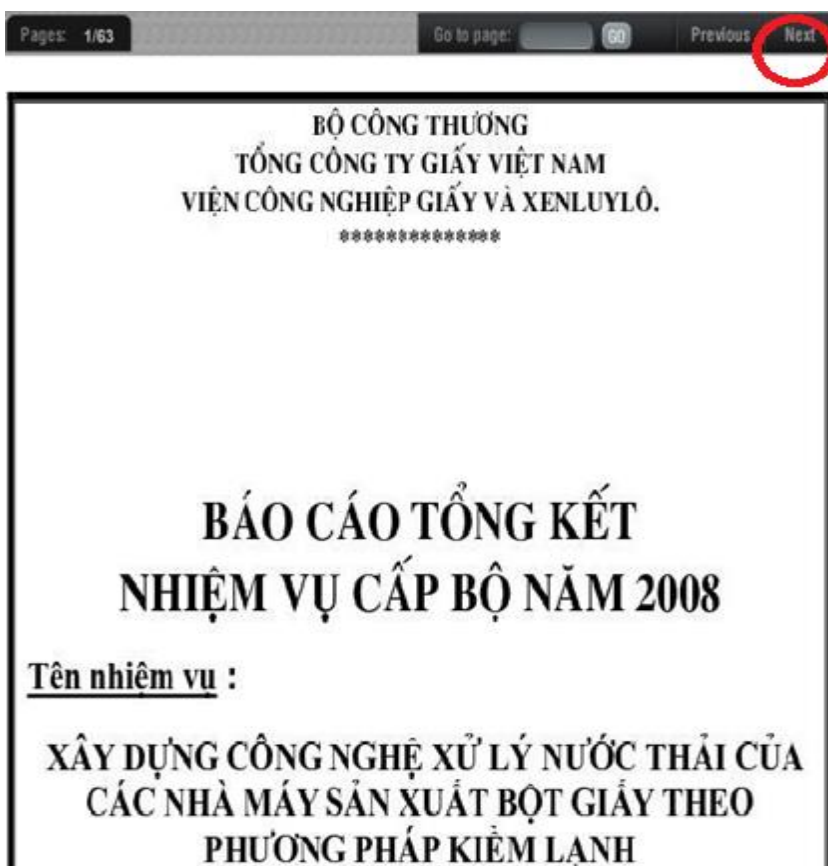 Pages: 1/63 Go to page: GO Previous Next
BỘ CÔNG THƯƠNG
TỔNG CÔNG TY GIẤY VIỆT NAM
VIỆN CÔNG NGHIỆP GIẤY VÀ XENLUYLÔ.
**************
BÁO CÁO TỔNG KẾT
NHIỆM VỤ CẤP BỘ NĂM 2008
Tên nhiệm vụ :
XÂY DỰNG CÔNG NGHỆ XỬ LÝ NƯỚC THẢI CỦA
CÁC NHÀ MÁY SẢN XUẤT BỘT GIẤY THEO
PHƯƠNG PHÁP KIỀM LẠNH